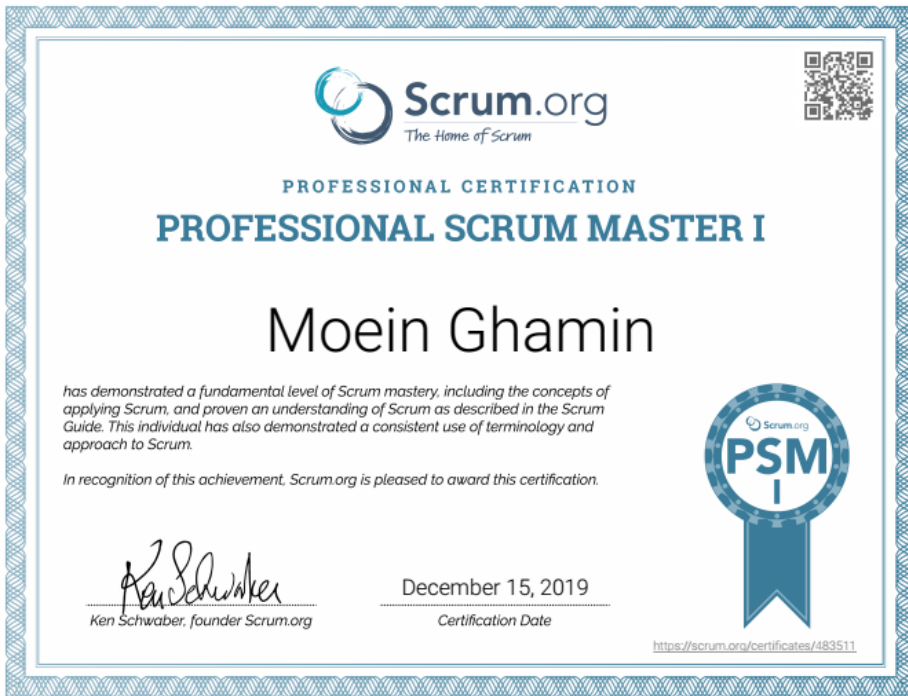 Scrum.org
The Home of Scrum
PROFESSIONAL CERTIFICATION
PROFESSIONAL SCRUM MASTER I
Moein Ghamin
has demonstrated a fundamental level of Scrum mastery, including the concepts of
applying Scrum, and proven an understanding of Scrum as described in the Scrum
Guide. This individual has also demonstrated a consistent use of terminology and
approach to Scrum.
In recognition of this achievement, Scrum.org is pleased to award this certification.
Scrum.org
PSM
I
Ken Schwaber
December 15, 2019
Ken Schwaber, founder Scrum.org
Certification Date
https://scrum.org/certificates/483511